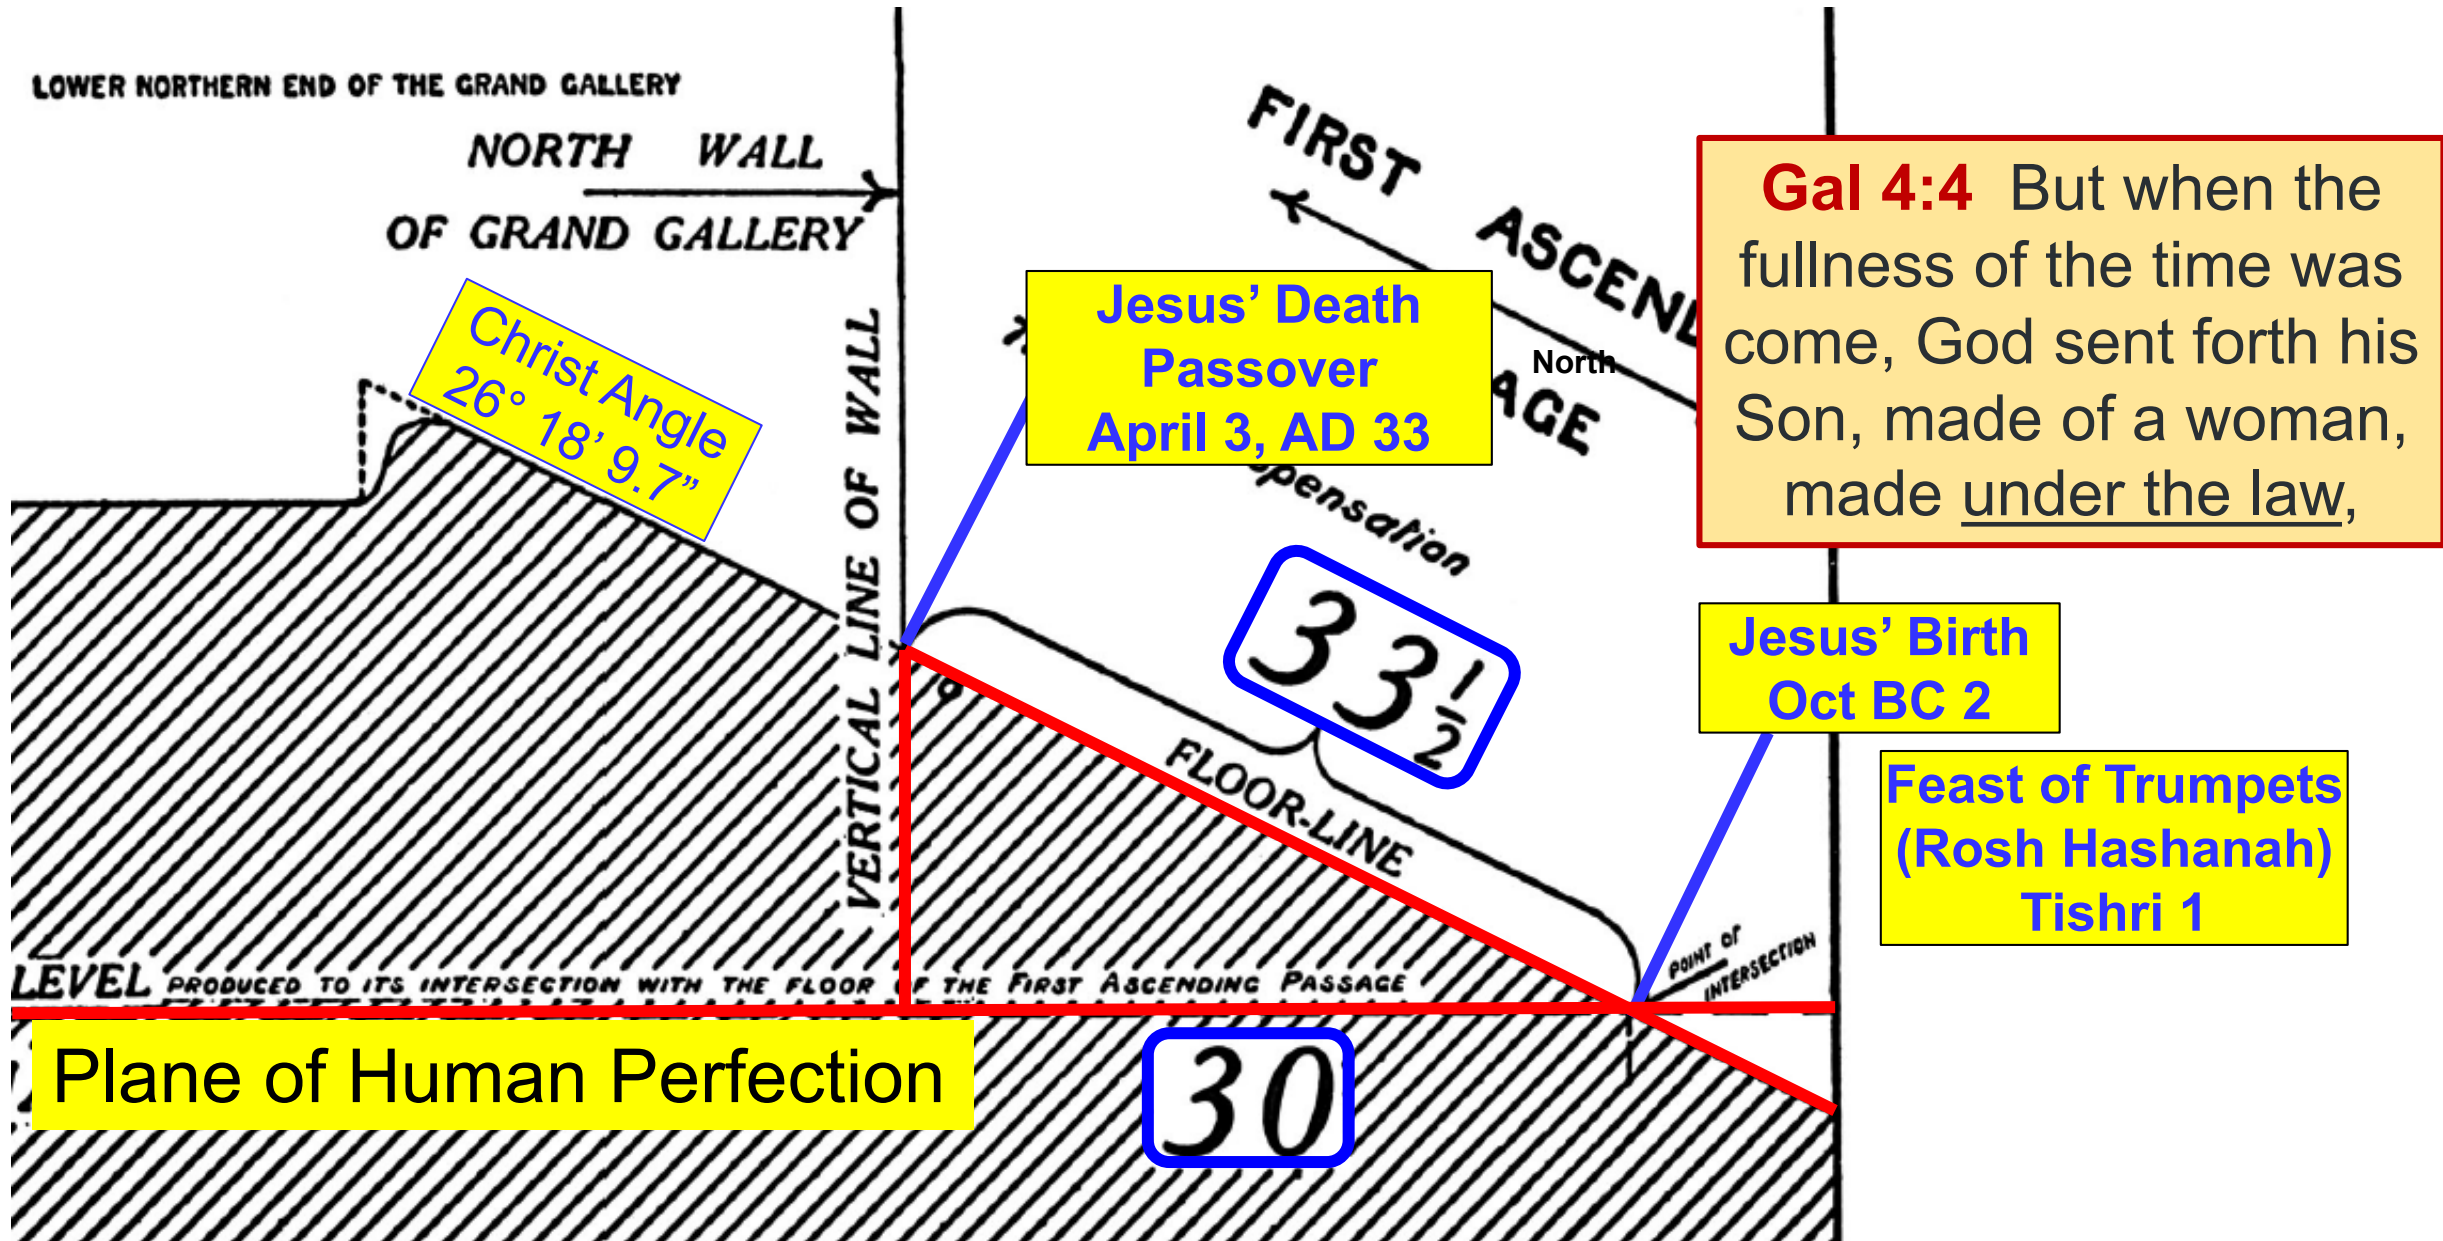 LOWER NORTHERN END OF THE GRAND GALLERY
NORTH WALL
OF GRAND GALLERY
Christ Angle
26° 18’ 9.7”
VERTICAL LINE OF WALL
FIRST ASCEND
AGE
North
Jesus’ Death
Passover
April 3, AD 33
Gal 4:4 But when the
fullness of the time was
come, God sent forth his
Son, made of a woman,
made under the law,
33½
FLOOR-LINE
Jesus’ Birth
Oct BC 2
Feast of Trumpets
(Rosh Hashanah)
Tishri 1
POINT OF
INTERSECTION
LEVEL PRODUCED TO ITS INTERSECTION WITH THE FLOOR OF THE FIRST ASCENDING PASSAGE
Plane of Human Perfection
30